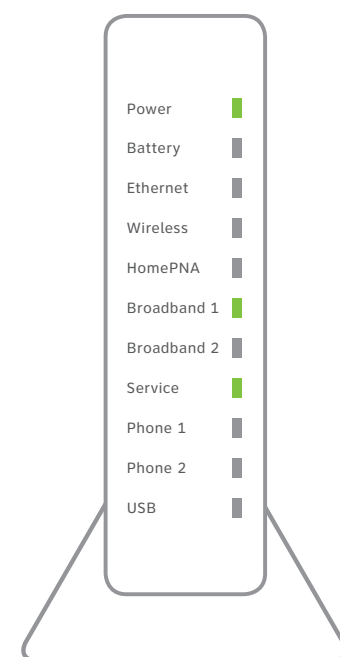 Power
Battery
Ethernet
Wireless
HomePNA
Broadband 1
Broadband 2
Service
Phone 1
Phone 2
USB